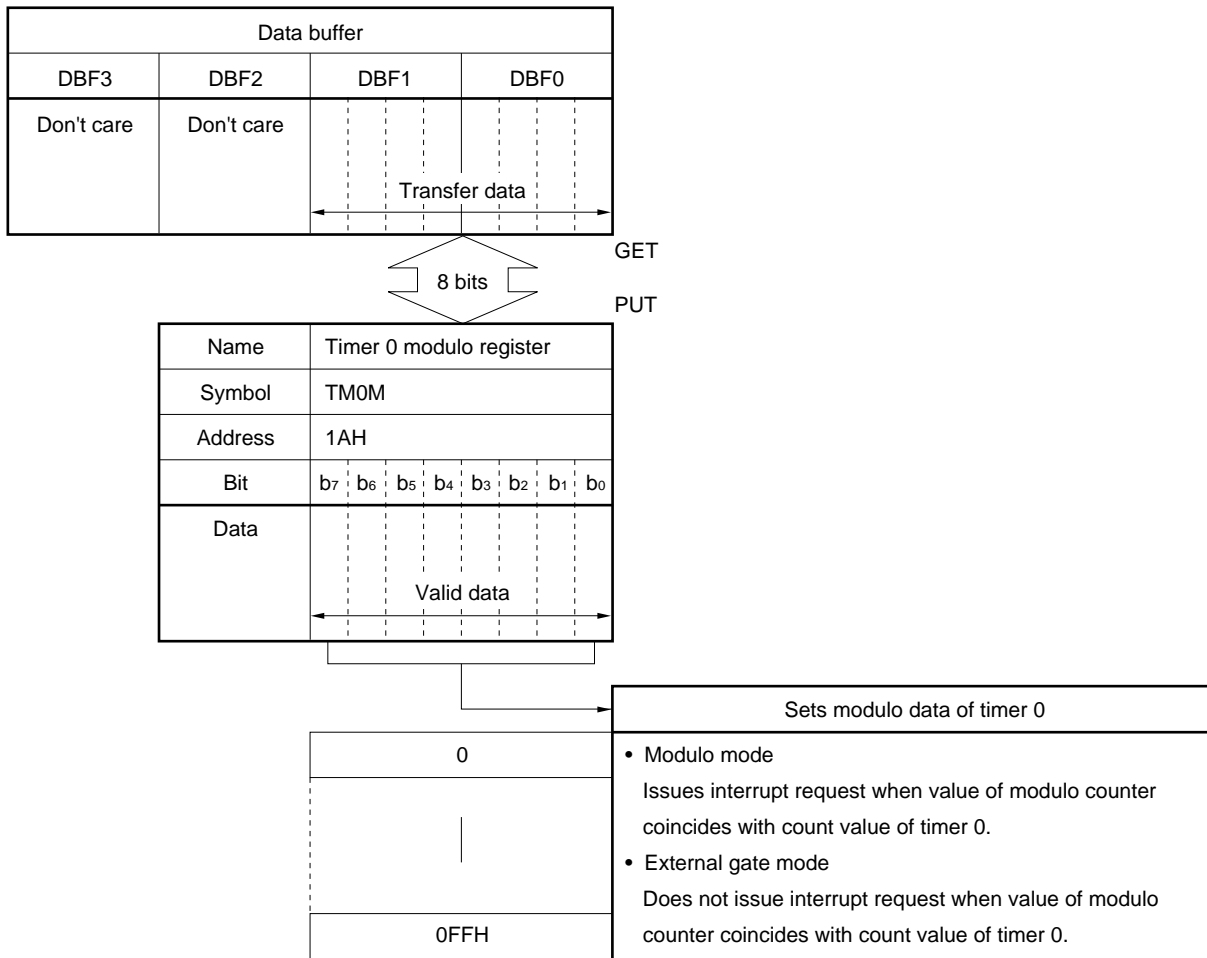 Data buffer
DBF3 DBF2 DBF1 DBF0
Don't care Don't care
Transfer data
GET
8 bits
PUT
Name Timer 0 modulo register
Symbol TM0M
Address 1AH
Bit b7 b6 b5 b4 b3 b2 b1 b0
Data
Valid data
Sets modulo data of timer 0
0
• Modulo mode
Issues interrupt request when value of modulo counter
coincides with count value of timer 0.
• External gate mode
Does not issue interrupt request when value of modulo
counter coincides with count value of timer 0.
0FFH